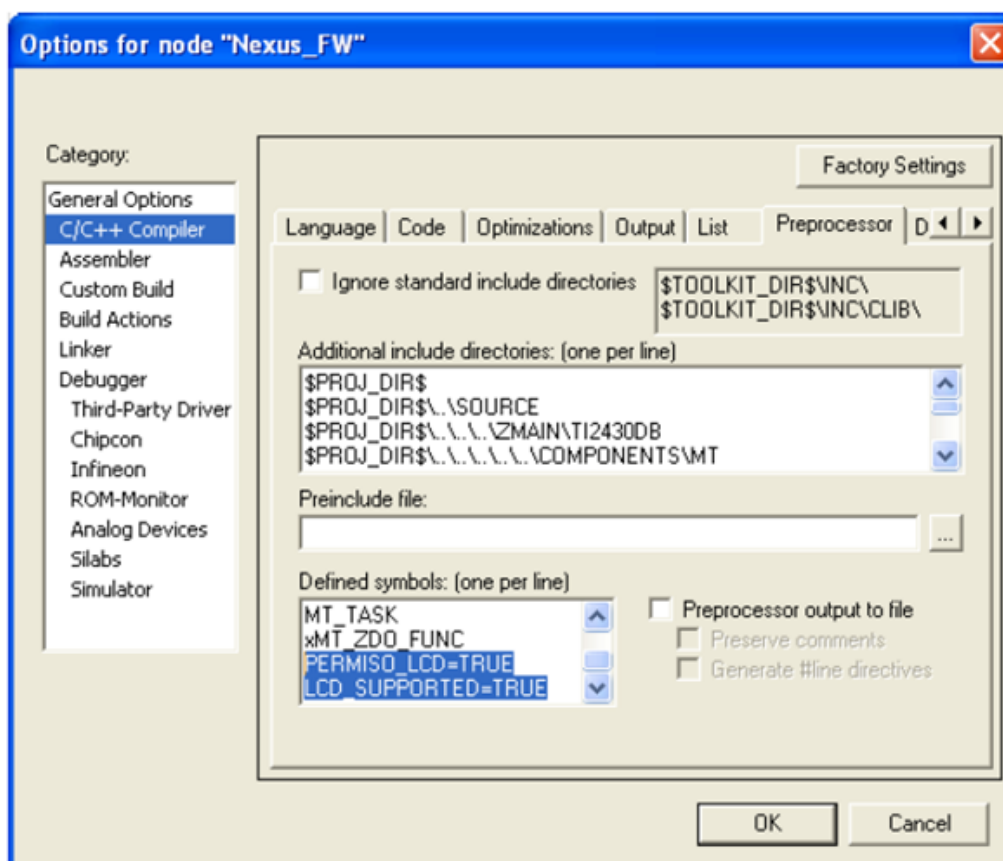 Options for node "Nexus_FW"
Category:
General Options
C/C++ Compiler
Assembler
Custom Build
Build Actions
Linker
Debugger
Third-Party Driver
Chipcon
Infineon
ROM-Monitor
Analog Devices
Silabs
Simulator
Factory Settings
Language Code Optimizations Output List Preprocessor D
Ignore standard include directories
$TOOLKIT_DIR$\INC\
$TOOLKIT_DIR$\INC\CLIB\
Additional include directories: (one per line)
$PROJ_DIR$
$PROJ_DIR$\..\SOURCE
$PROJ_DIR$\..\..\..\ZMAIN\TI2430DB
$PROJ_DIR$\..\..\..\..\..\..\COMPONENTS\MT
Preinclude file:
...
Defined symbols: (one per line)
MT_TASK
xMT_ZDO_FUNC
PERMISO_LCD=TRUE
LCD_SUPPORTED=TRUE
Preprocessor output to file
Preserve comments
Generate #line directives
OK Cancel